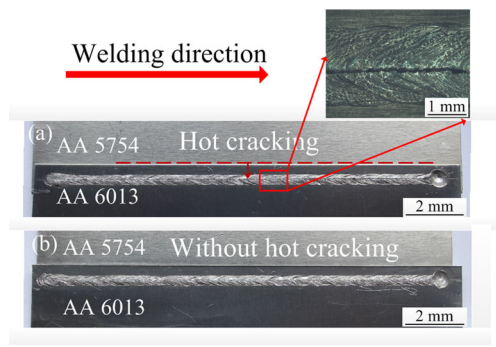 Welding direction
1 mm
(a)
AA 5754
Hot cracking
AA 6013
2 mm
(b)
AA 5754
Without hot cracking
AA 6013
2 mm